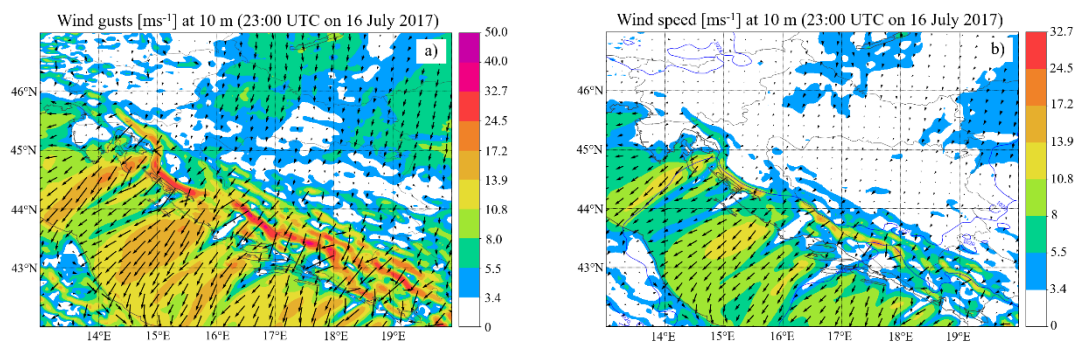 Wind gusts [ms⁻¹] at 10 m (23:00 UTC on 16 July 2017)
a)
46°N
45°N
44°N
43°N
14°E 15°E 16°E 17°E 18°E 19°E
50.0
40.0
32.7
24.5
17.2
13.9
10.8
8.0
5.5
3.4
0
Wind speed [ms⁻¹] at 10 m (23:00 UTC on 16 July 2017)
b)
46°N
45°N
44°N
43°N
14°E 15°E 16°E 17°E 18°E 19°E
32.7
24.5
17.2
13.9
10.8
8
5.5
3.4
0